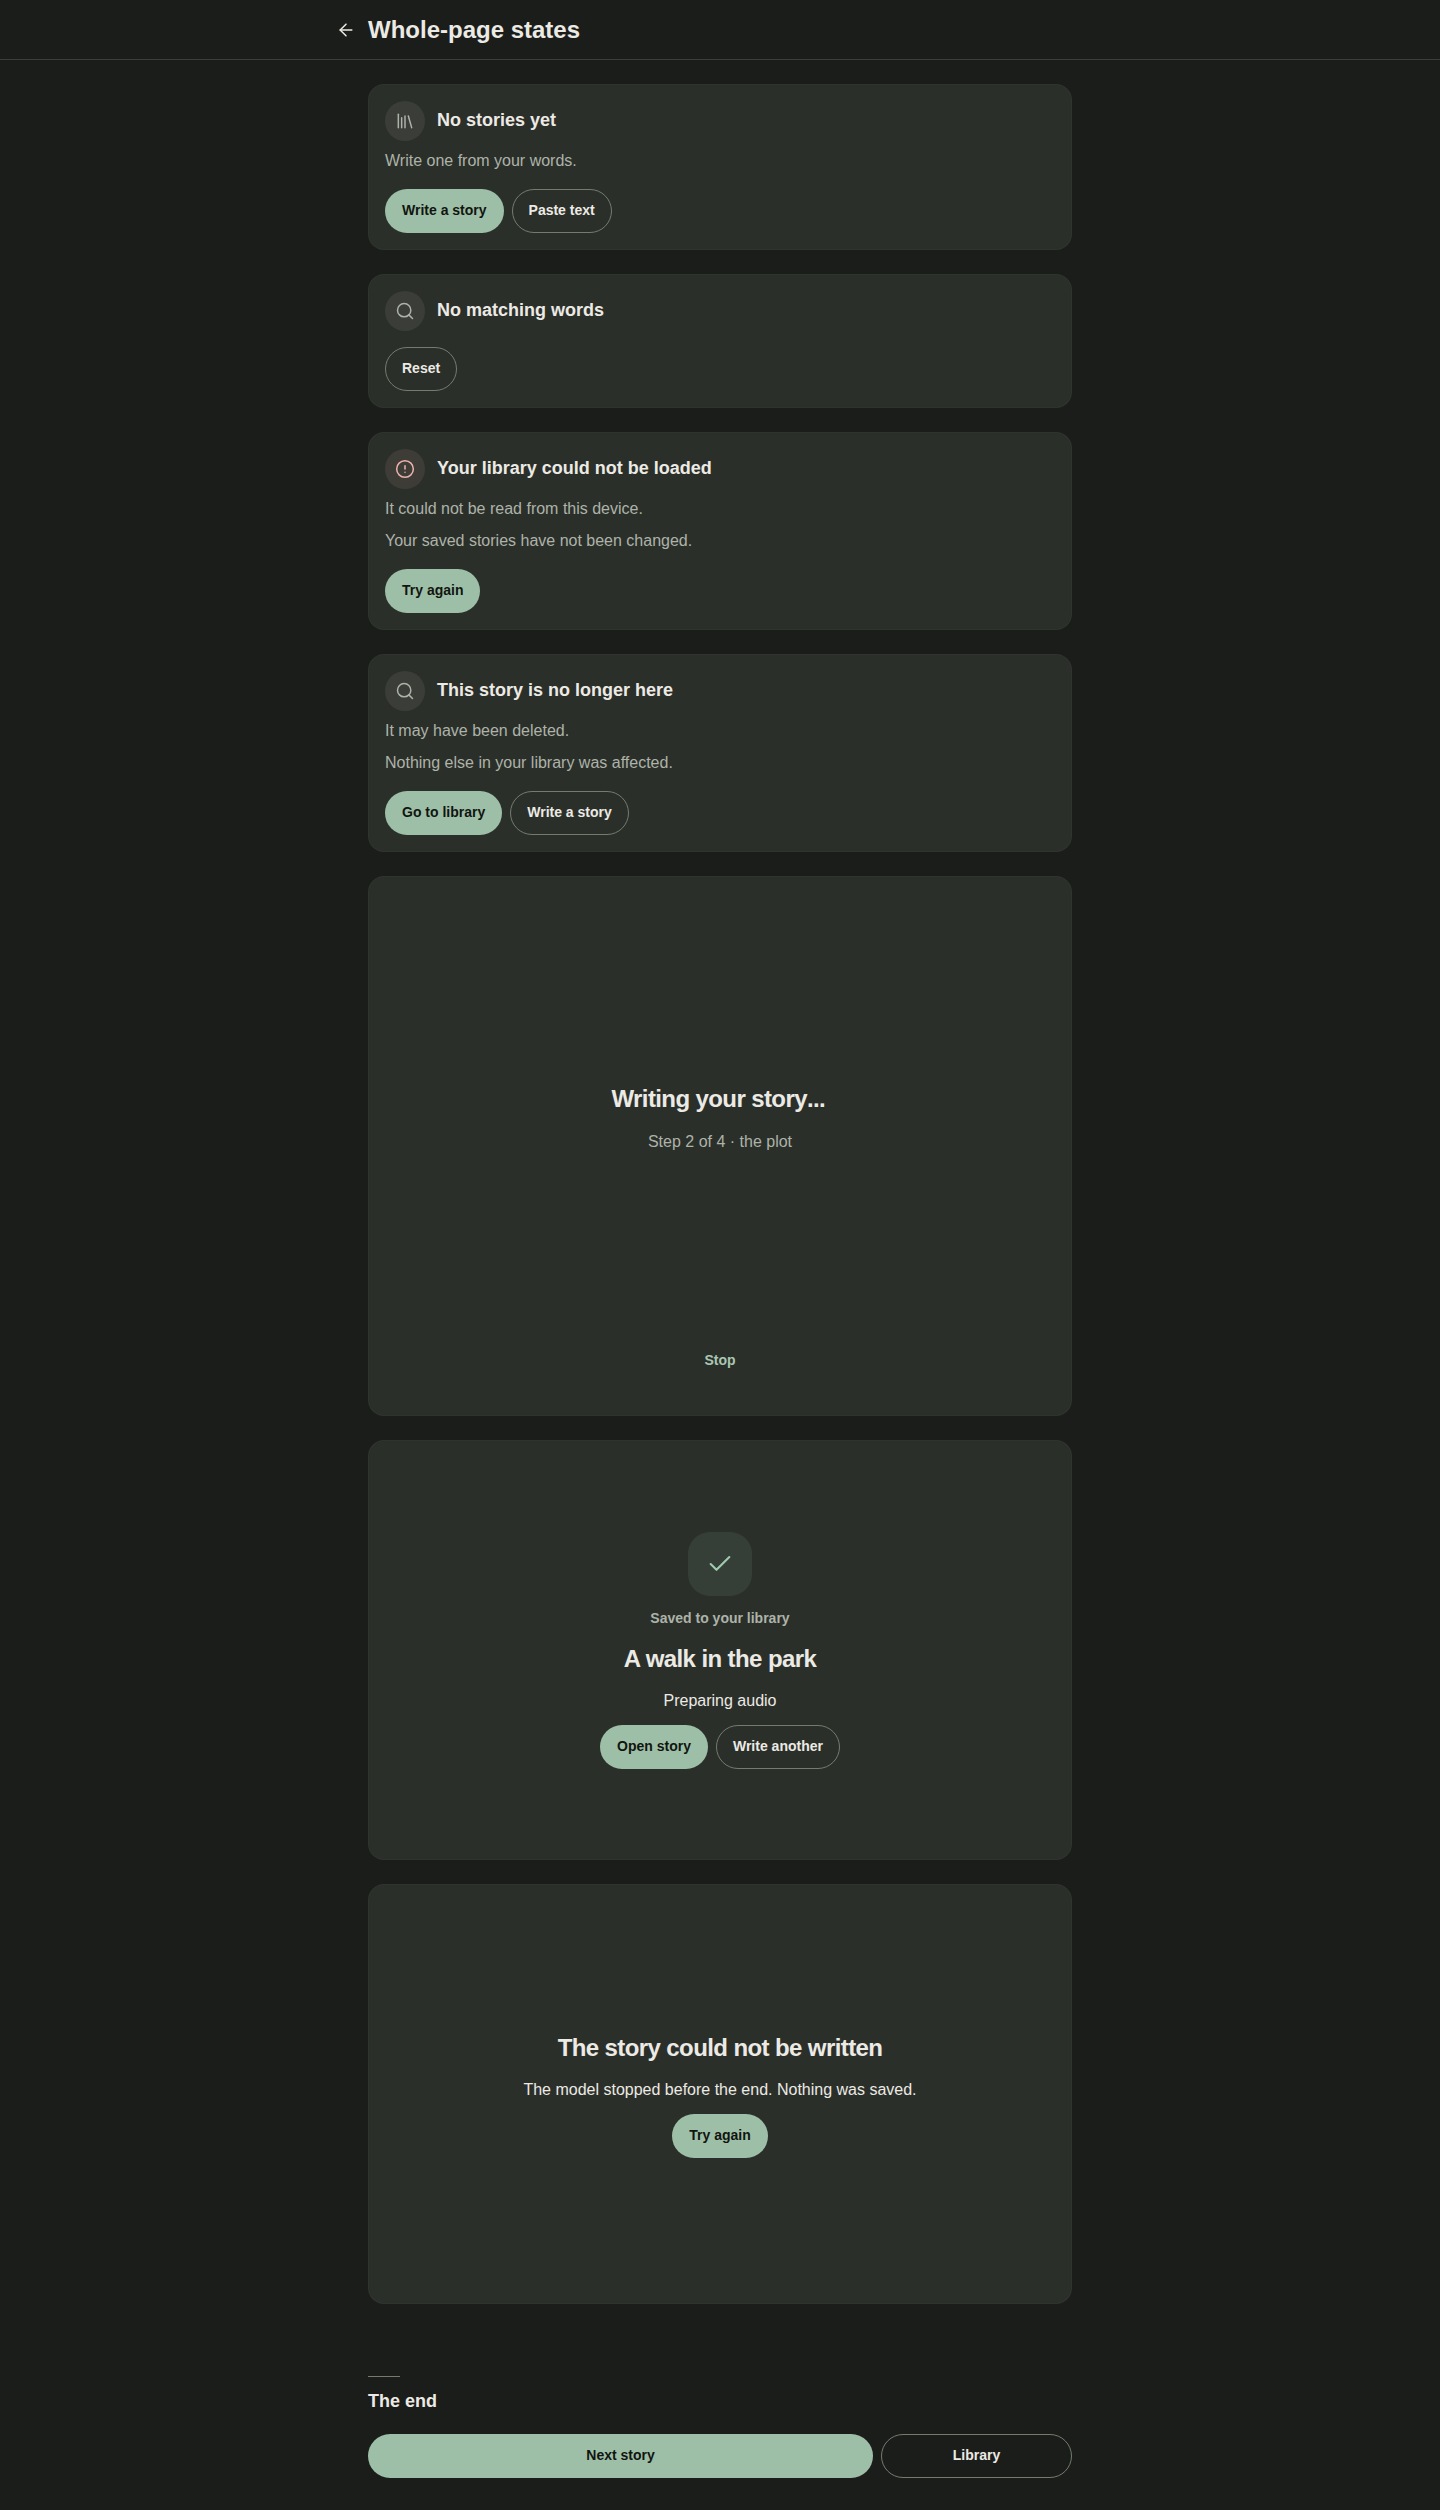 Whole-page states
No stories yet
Write one from your words.
Write a story
Paste text
No matching words
Reset
Your library could not be loaded
It could not be read from this device.
Your saved stories have not been changed.
Try again
This story is no longer here
It may have been deleted.
Nothing else in your library was affected.
Go to library
Write a story
Writing your story...
Step 2 of 4 · the plot
Stop
Saved to your library
A walk in the park
Preparing audio
Open story
Write another
The story could not be written
The model stopped before the end. Nothing was saved.
Try again
The end
Next story
Library